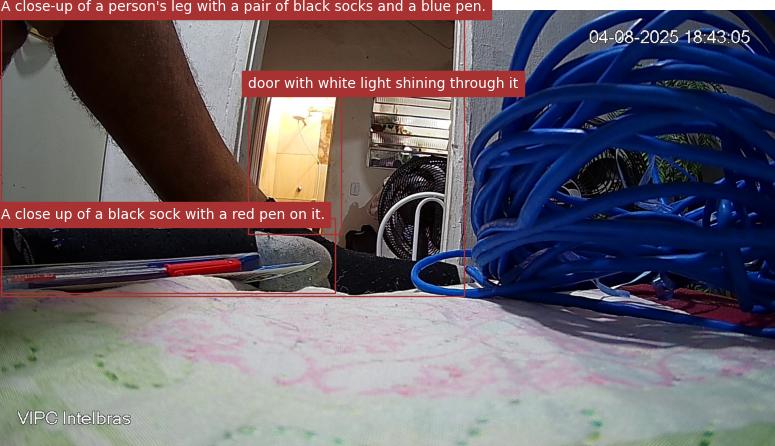 A close-up of a person's leg with a pair of black socks and a blue pen.
04-08-2025 18:43:05
door with white light shining through it
A close up of a black sock with a red pen on it.
VIPC Intelbras